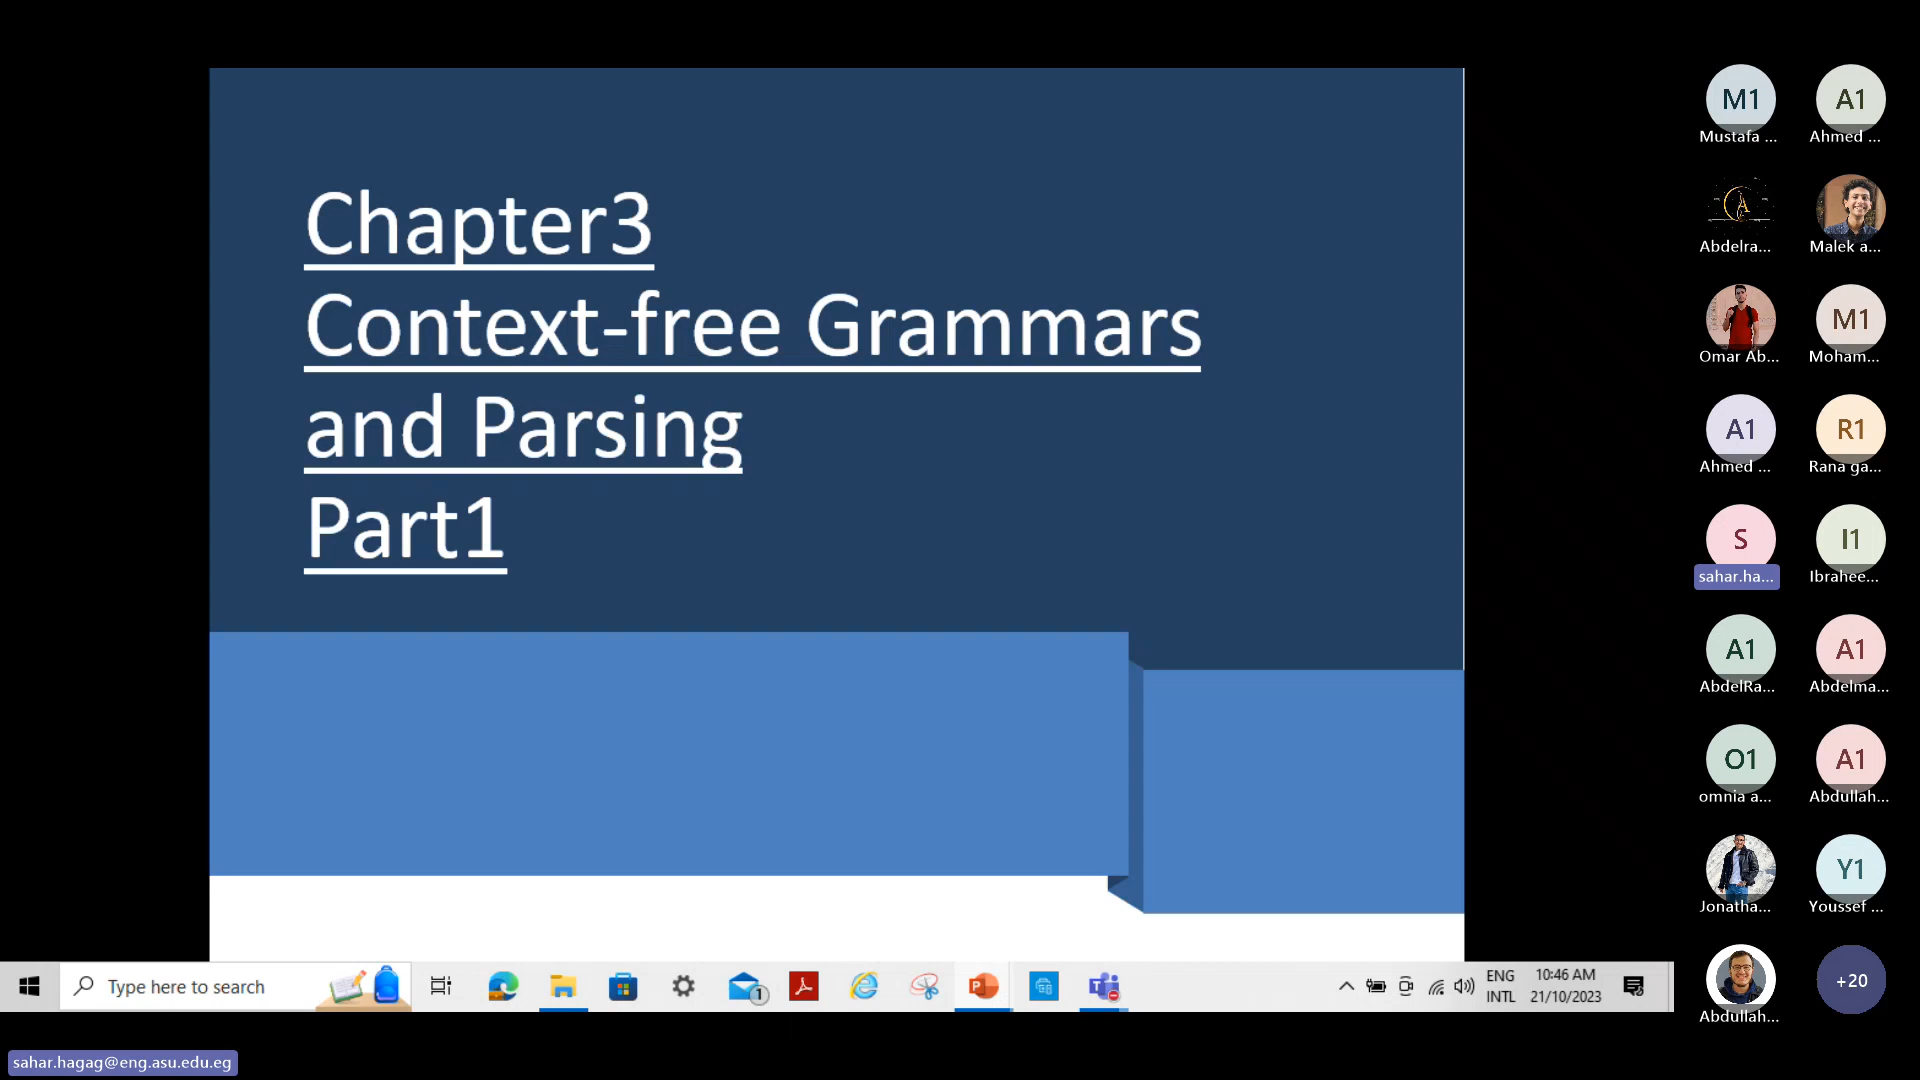 Chapter3
Context-free Grammars
and Parsing
Part1
M1
Mustafa ...
A1
Ahmed ...
A
Abdelra...
Malek a...
Omar Ab...
M1
Moham...
A1
Ahmed ...
R1
Rana ga...
S
sahar.ha...
I1
Ibrahee...
A1
AbdelRa...
A1
Abdelma...
O1
omnia a...
A1
Abdullah...
Jonatha...
Y1
Youssef ...
Abdullah...
+20
Type here to search
1
ENG
INTL
10:46 AM
21/10/2023
sahar.hagag@eng.asu.edu.eg